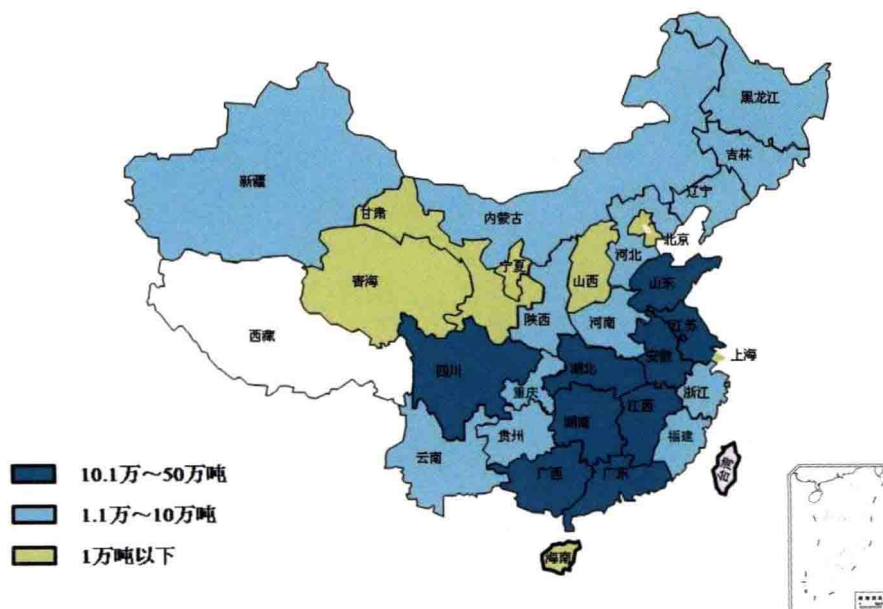 黑龙江
吉林
辽宁
新疆
甘肃
内蒙古
北京
宁夏
河北
青海
山西
山东
西藏
陕西
河南
江苏
上海
安徽
四川
湖北
重庆
浙江
湖南
江西
贵州
福建
云南
广西
广东
台湾
海南
10.1万～50万吨
1.1万～10万吨
1万吨以下